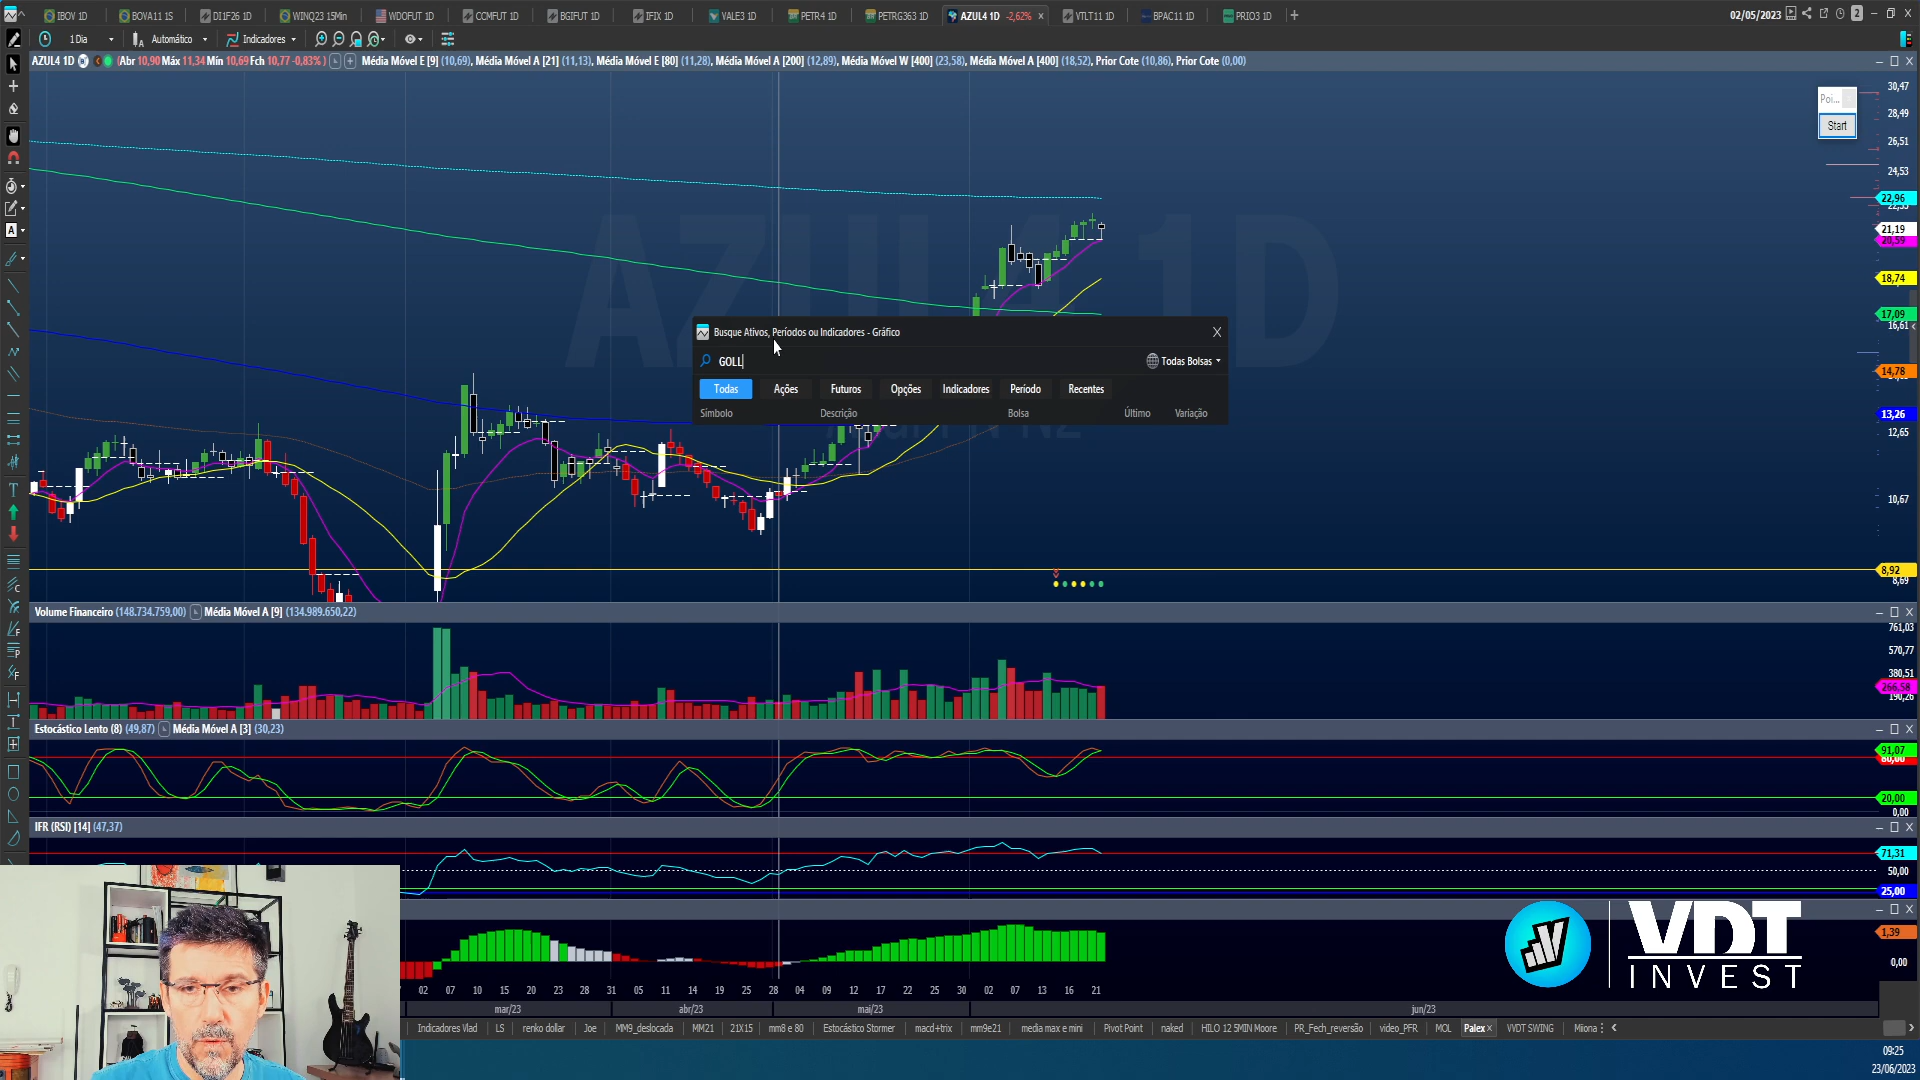 IBOV 1D
BOVA11 1S
DI1F26 1D
WINQ23 15Min
WDOFUT 1D
CCMFUT 1D
BGIFUT 1D
IFIX 1D
VALE3 1D
PETR4 1D
PETRG363 1D
AZUL4 1D -2,62% x
VTLT11 1D
BPAC11 1D
PRIO3 1D
+
02/05/2023
2
1 Dia
Automático
Indicadores
AZUL4 1D (Abr 10,90 Máx 11,34 Mín 10,69 Fch 10,77 -0,83% )
Média Móvel E [9] (10,69), Média Móvel A [21] (11,13), Média Móvel E [80] (11,28), Média Móvel A [200] (12,89), Média Móvel W [400] (23,58), Média Móvel A [400] (18,52), Prior Cote (10,86), Prior Cote (0,00)
Poi...
Start
30,47
28,49
26,51
24,53
22,96
21,19
20,59
18,74
17,09
16,61
14,78
13,26
12,65
10,67
8,92
8,69
AZUL4 1D
Busque Ativos, Períodos ou Indicadores - Gráfico
X
GOLL
Todas Bolsas
Todas
Ações
Futuros
Opções
Indicadores
Período
Recentes
Símbolo
Descrição
Bolsa
Último
Variação
Volume Financeiro (148.734.759,00)
Média Móvel A [9] (134.989.650,22)
761,03
570,77
380,51
266,58
190,26
Estocástico Lento (8) (49,87)
Média Móvel A [3] (30,23)
91,07
80,00
20,00
0,00
IFR (RSI) [14] (47,37)
71,31
50,00
25,00
1,39
0,00
VDT
INVEST
02 07 10 15 20 23 28 31 05 11 14 19 25 28 04 09 12 17 22 25 30 02 07 13 16 21
mar/23
abr/23
mai/23
jun/23
Indicadores Vlad
LS
renko dollar
Joe
MM9_deslocada
MM21
21X15
mm8 e 80
Estocástico Stormer
macd+trix
mm9e21
media max e mini
Pivot Point
naked
HILO 12 5MIN Moore
PR_Fech_reversão
video_PFR
MOL
Palex x
VVDT SWING
Miiona
09:25
23/06/2023